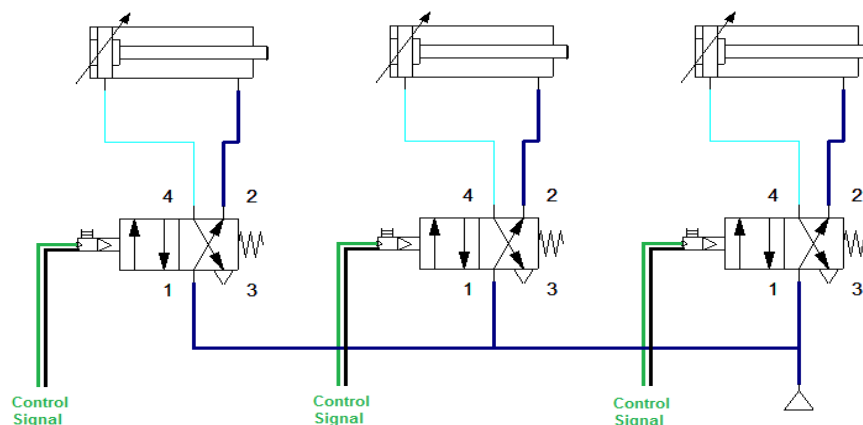 4 2
4 2
4 2
1 3
1 3
1 3
Control
Signal
Control
Signal
Control
Signal